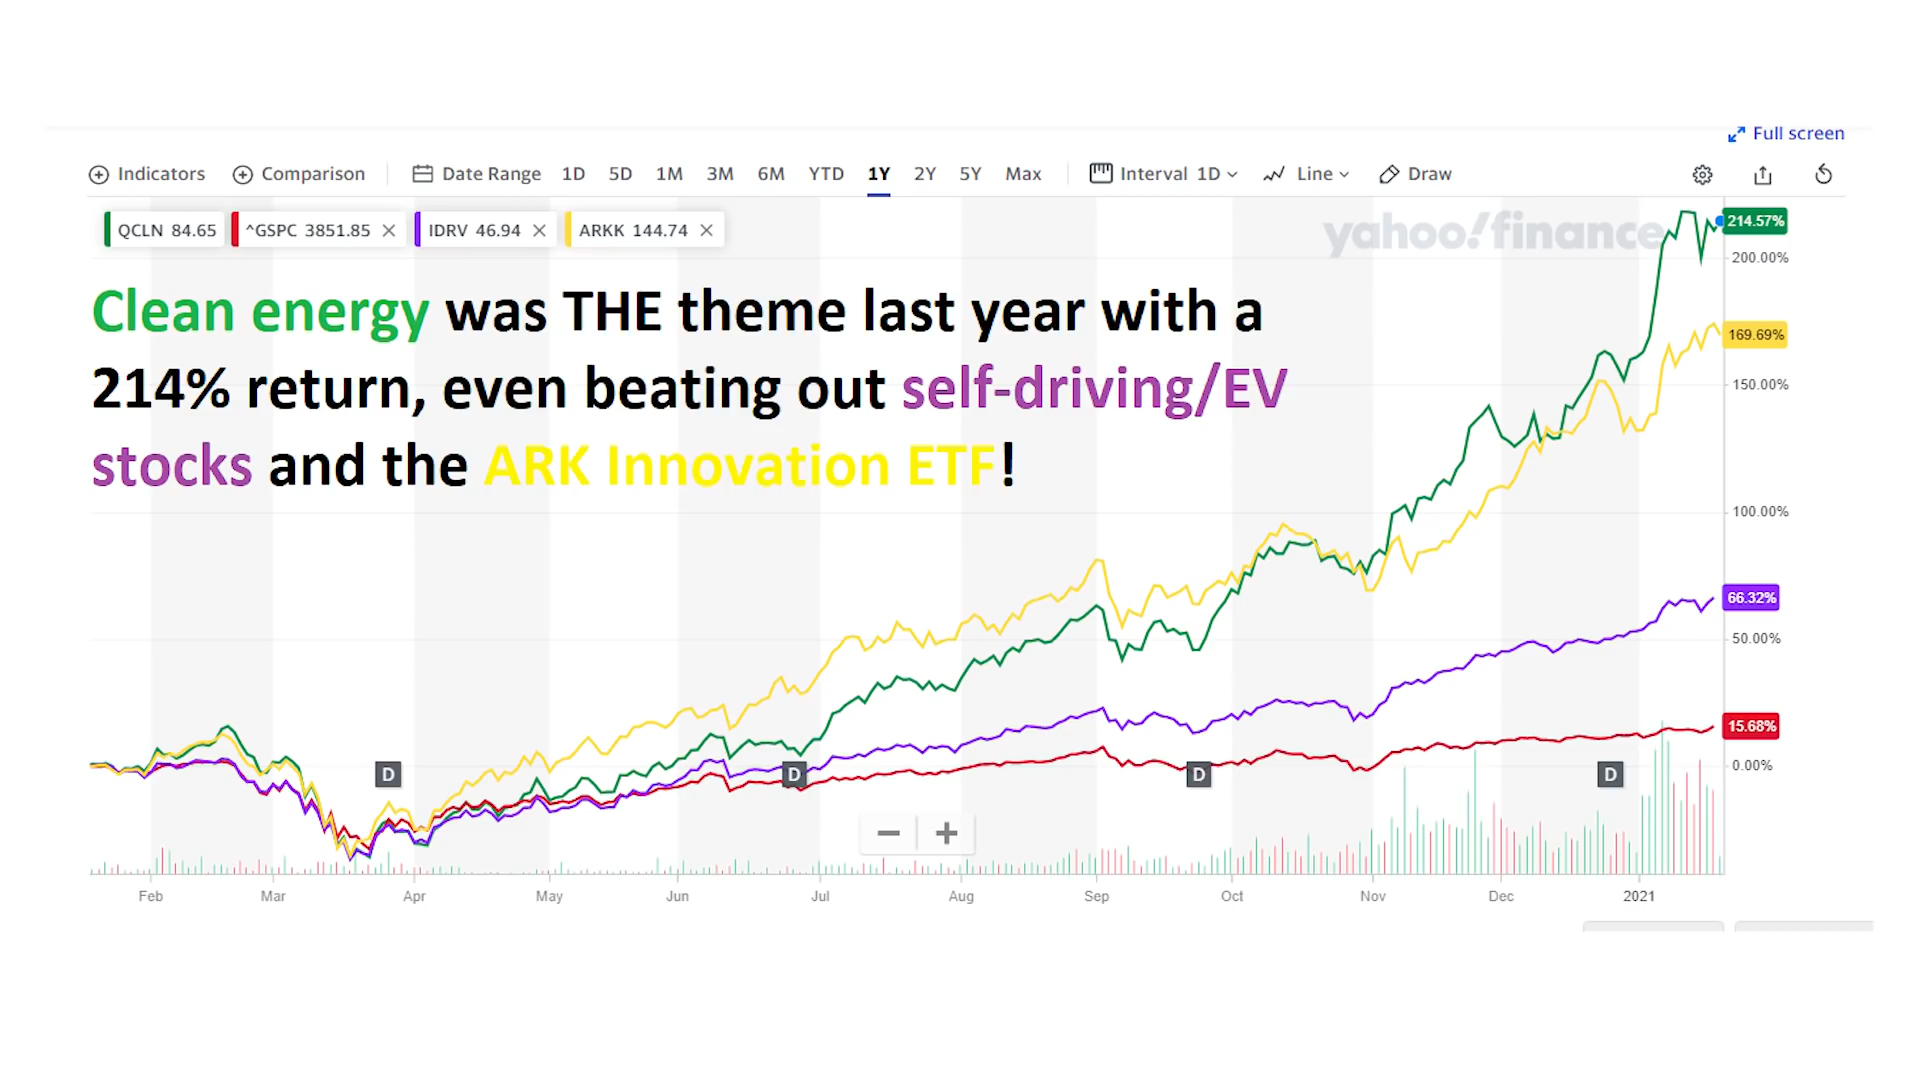 Full screen
Indicators Comparison Date Range 1D 5D 1M 3M 6M YTD 1Y 2Y 5Y Max Interval 1D Line Draw
QCLN 84.65 ^GSPC 3851.85 IDRV 46.94 ARKK 144.74
yahoo!finance
214.57%
200.00%
Clean energy was THE theme last year with a
214% return, even beating out self-driving/EV
stocks and the ARK Innovation ETF!
169.69%
150.00%
100.00%
66.32%
50.00%
15.68%
0.00%
D D D D
Feb Mar Apr May Jun Jul Aug Sep Oct Nov Dec 2021